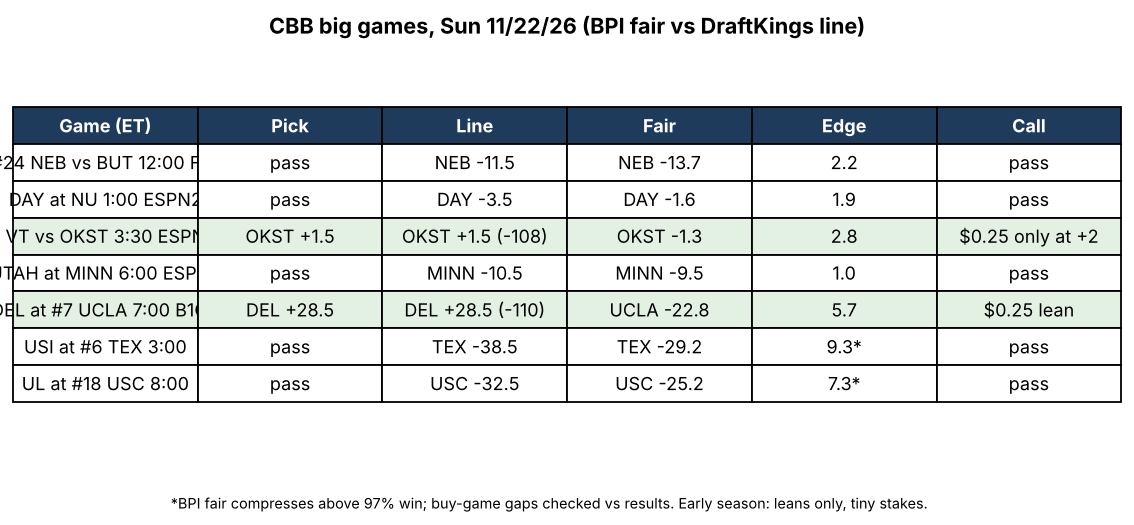 CBB big games, Sun 11/22/26 (BPI fair vs DraftKings line)
Game (ET) Pick Line Fair Edge Call
#24 NEB vs BUT 12:00 pass NEB -11.5 NEB -13.7 2.2 pass
DAY at NU 1:00 ESPN2 pass DAY -3.5 DAY -1.6 1.9 pass
VT vs OKST 3:30 ESPN OKST +1.5 OKST +1.5 (-108) OKST -1.3 2.8 $0.25 only at +2
UTAH at MINN 6:00 ESP pass MINN -10.5 MINN -9.5 1.0 pass
DEL at #7 UCLA 7:00 DEL +28.5 DEL +28.5 (-110) UCLA -22.8 5.7 $0.25 lean
USI at #6 TEX 3:00 pass TEX -38.5 TEX -29.2 9.3* pass
UL at #18 USC 8:00 pass USC -32.5 USC -25.2 7.3* pass
*BPI fair compresses above 97% win; buy-game gaps checked vs results. Early season: leans only, tiny stakes.